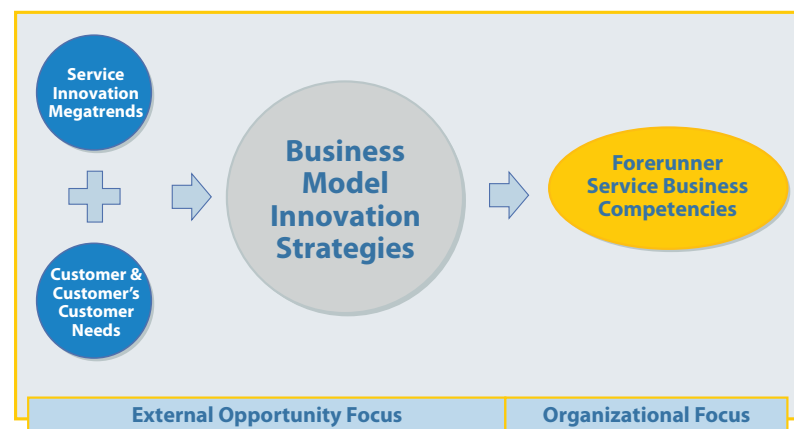 Service
Innovation
Megatrends
Customer &
Customer's
Customer
Needs
Business
Model
Innovation
Strategies
Forerunner
Service Business
Competencies
External Opportunity Focus
Organizational Focus